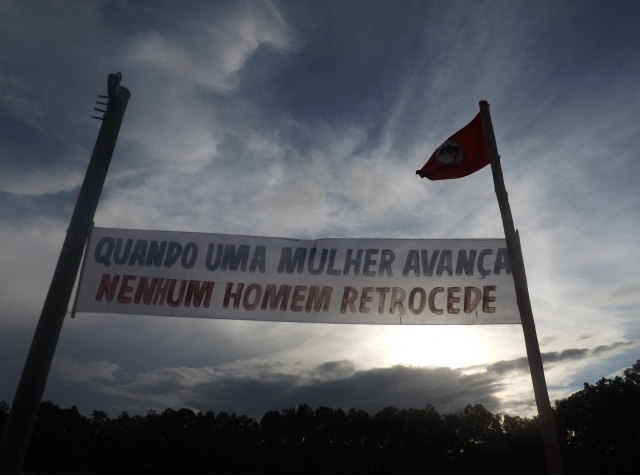 QUANDO UMA MULHER AVANÇA
NENHUM HOMEM RETROCEDE